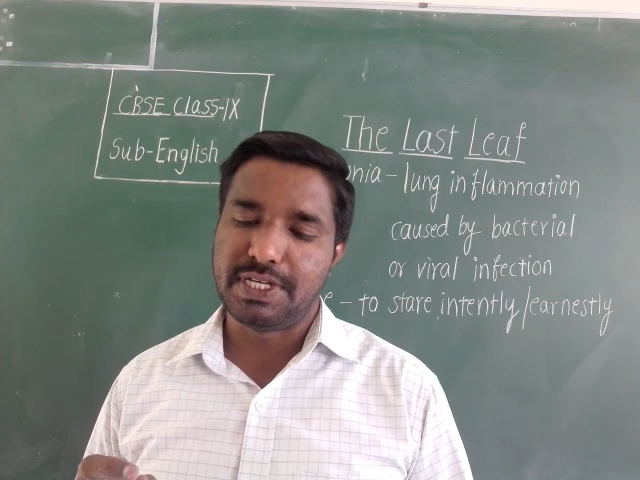 CBSE Class-IX
Sub-English
The Last Leaf
nia - lung inflammation
caused by bacterial
or viral infection
e - to stare intently/earnestly